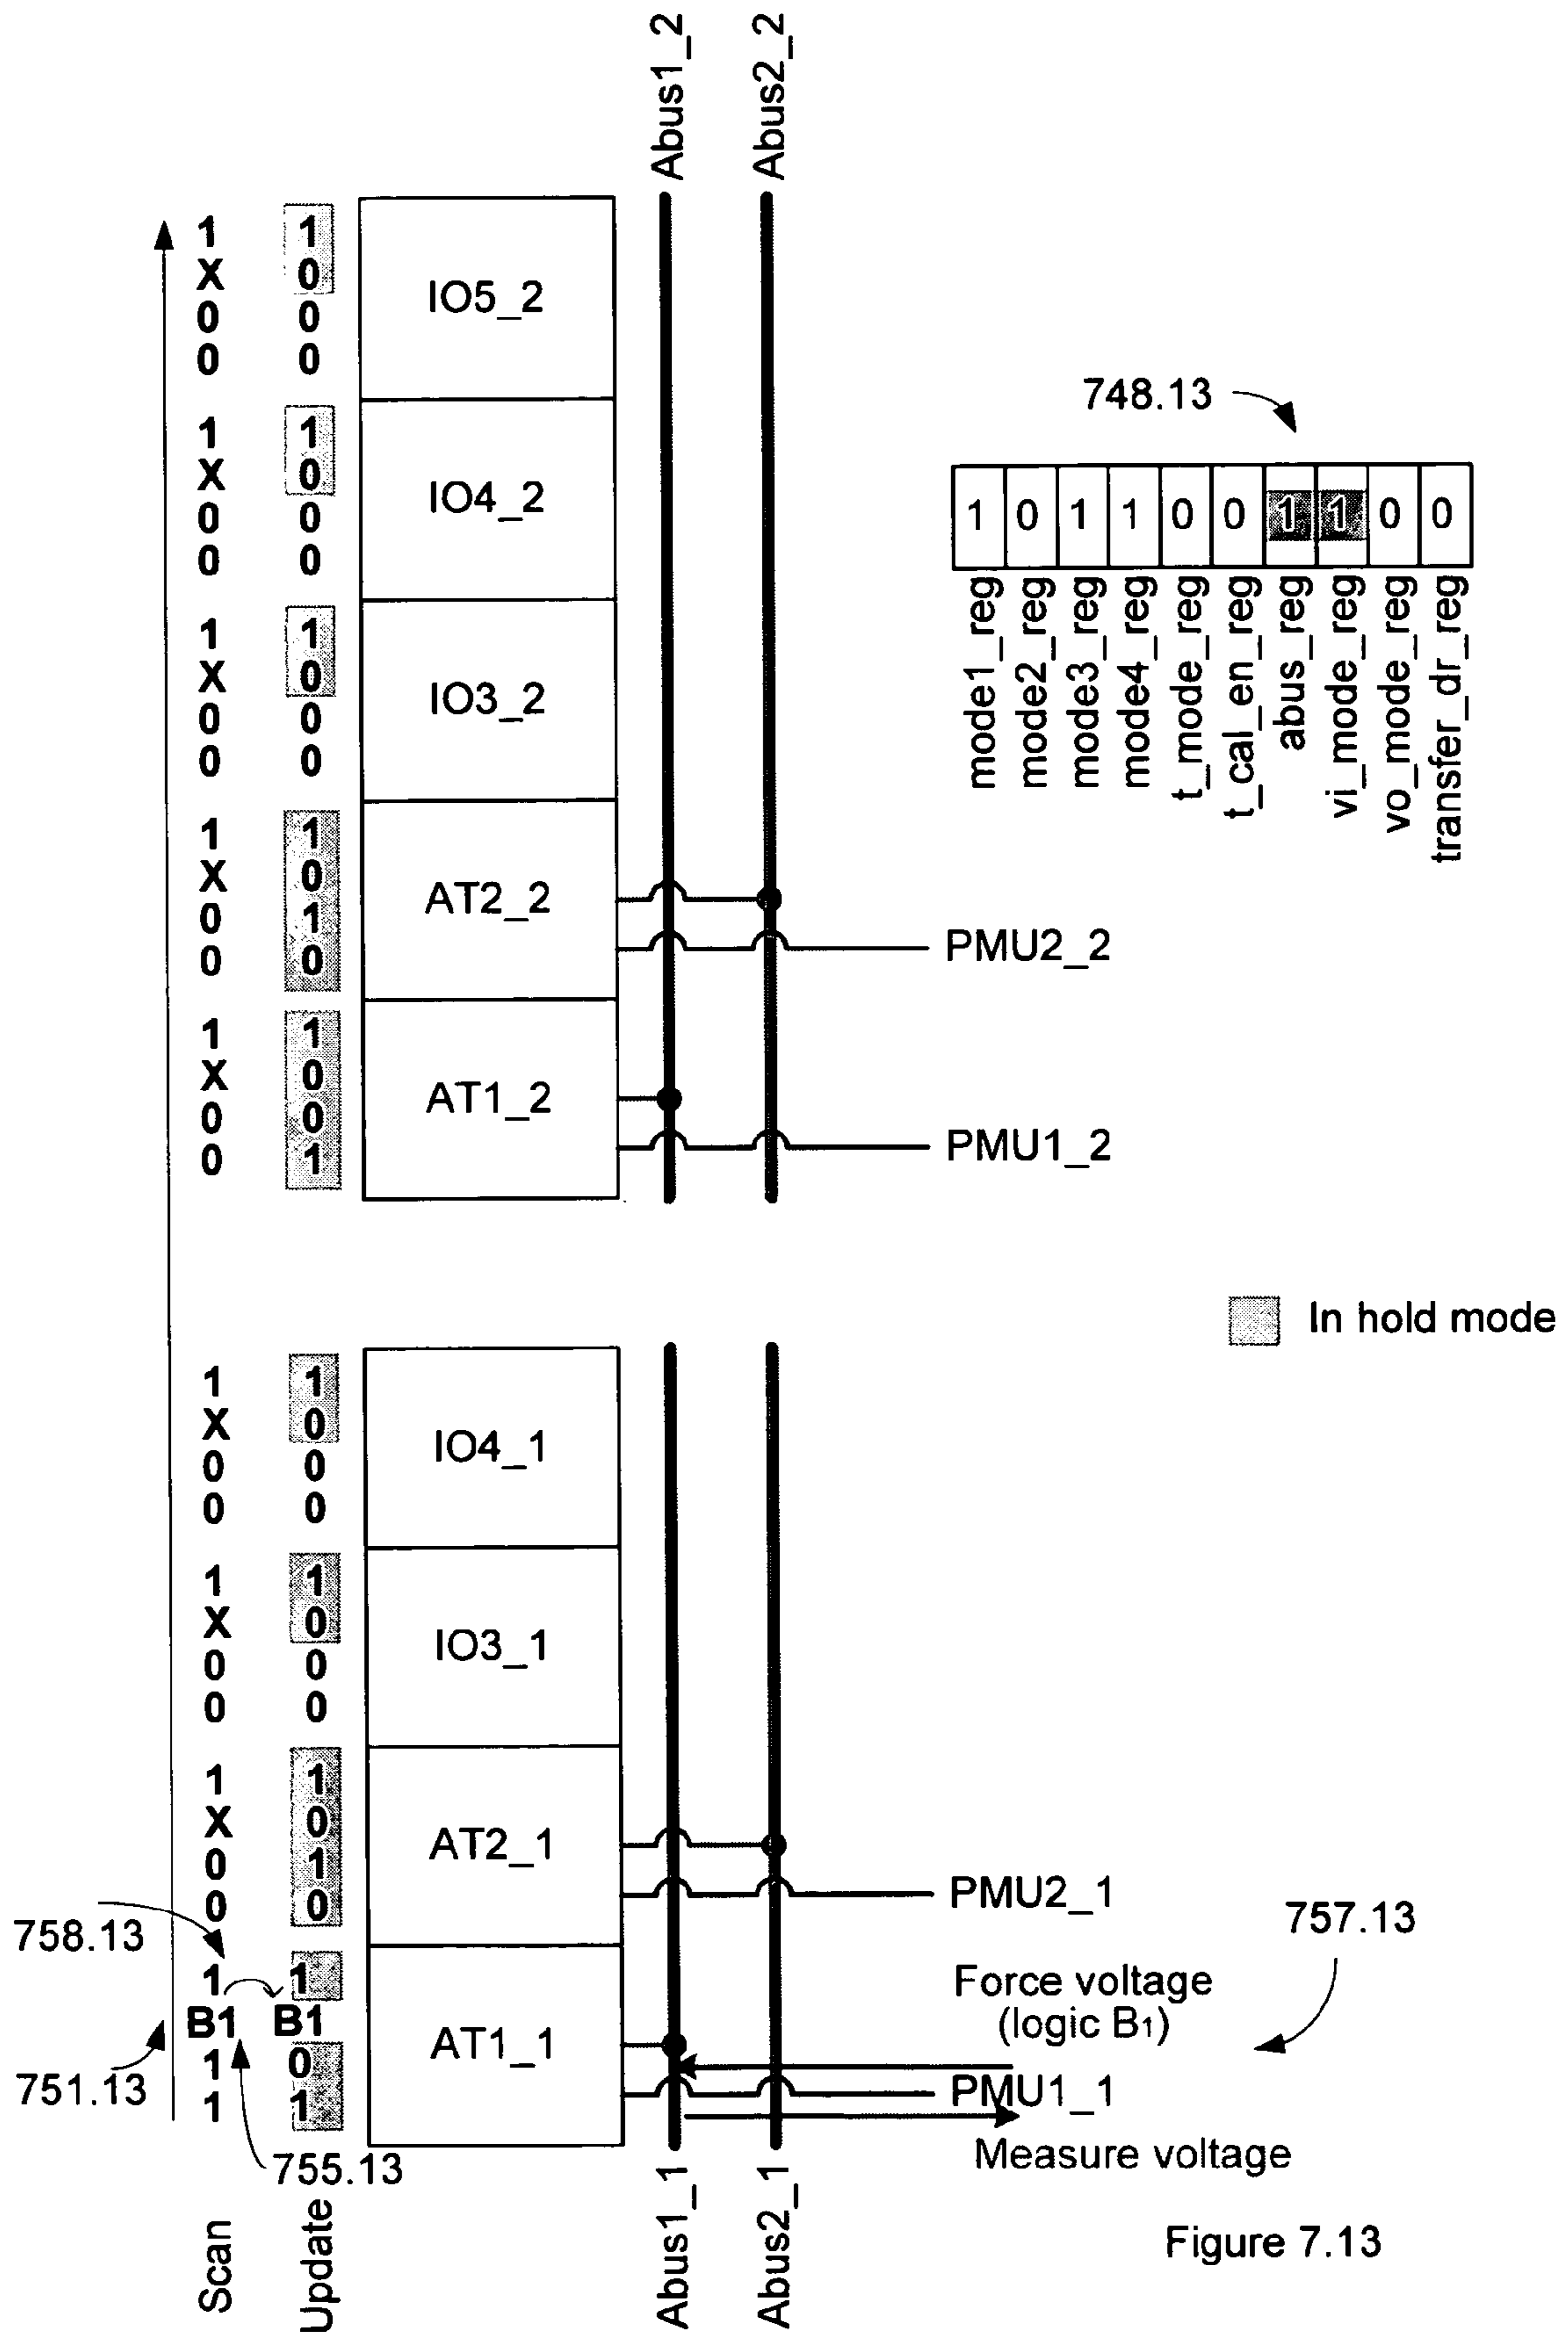 Abus1_2
Abus2_2
1 1
X 0
0 0
0 0
IO5_2
1 1
X 0
0 0
0 0
IO4_2
748.13
1 0 1 1 0 0 1 1 0 0
mode1_reg
mode2_reg
mode3_reg
mode4_reg
t_mode_reg
t_cal_en_reg
abus_reg
vi_mode_reg
vo_mode_reg
transfer_dr_reg
1 1
X 0
0 0
0 0
IO3_2
1 1
X 0
0 1
0 0
AT2_2
PMU2_2
1 1
X 0
0 0
0 1
AT1_2
PMU1_2
In hold mode
1 1
X 0
0 0
0 0
IO4_1
1 1
X 0
0 0
0 0
IO3_1
1 1
X 0
0 1
0 0
AT2_1
PMU2_1
758.13
757.13
1 1
B1 B1
1 0
1 1
AT1_1
Force voltage
(logic B1)
751.13
PMU1_1
Measure voltage
755.13
Scan
Update
Abus1_1
Abus2_1
Figure 7.13